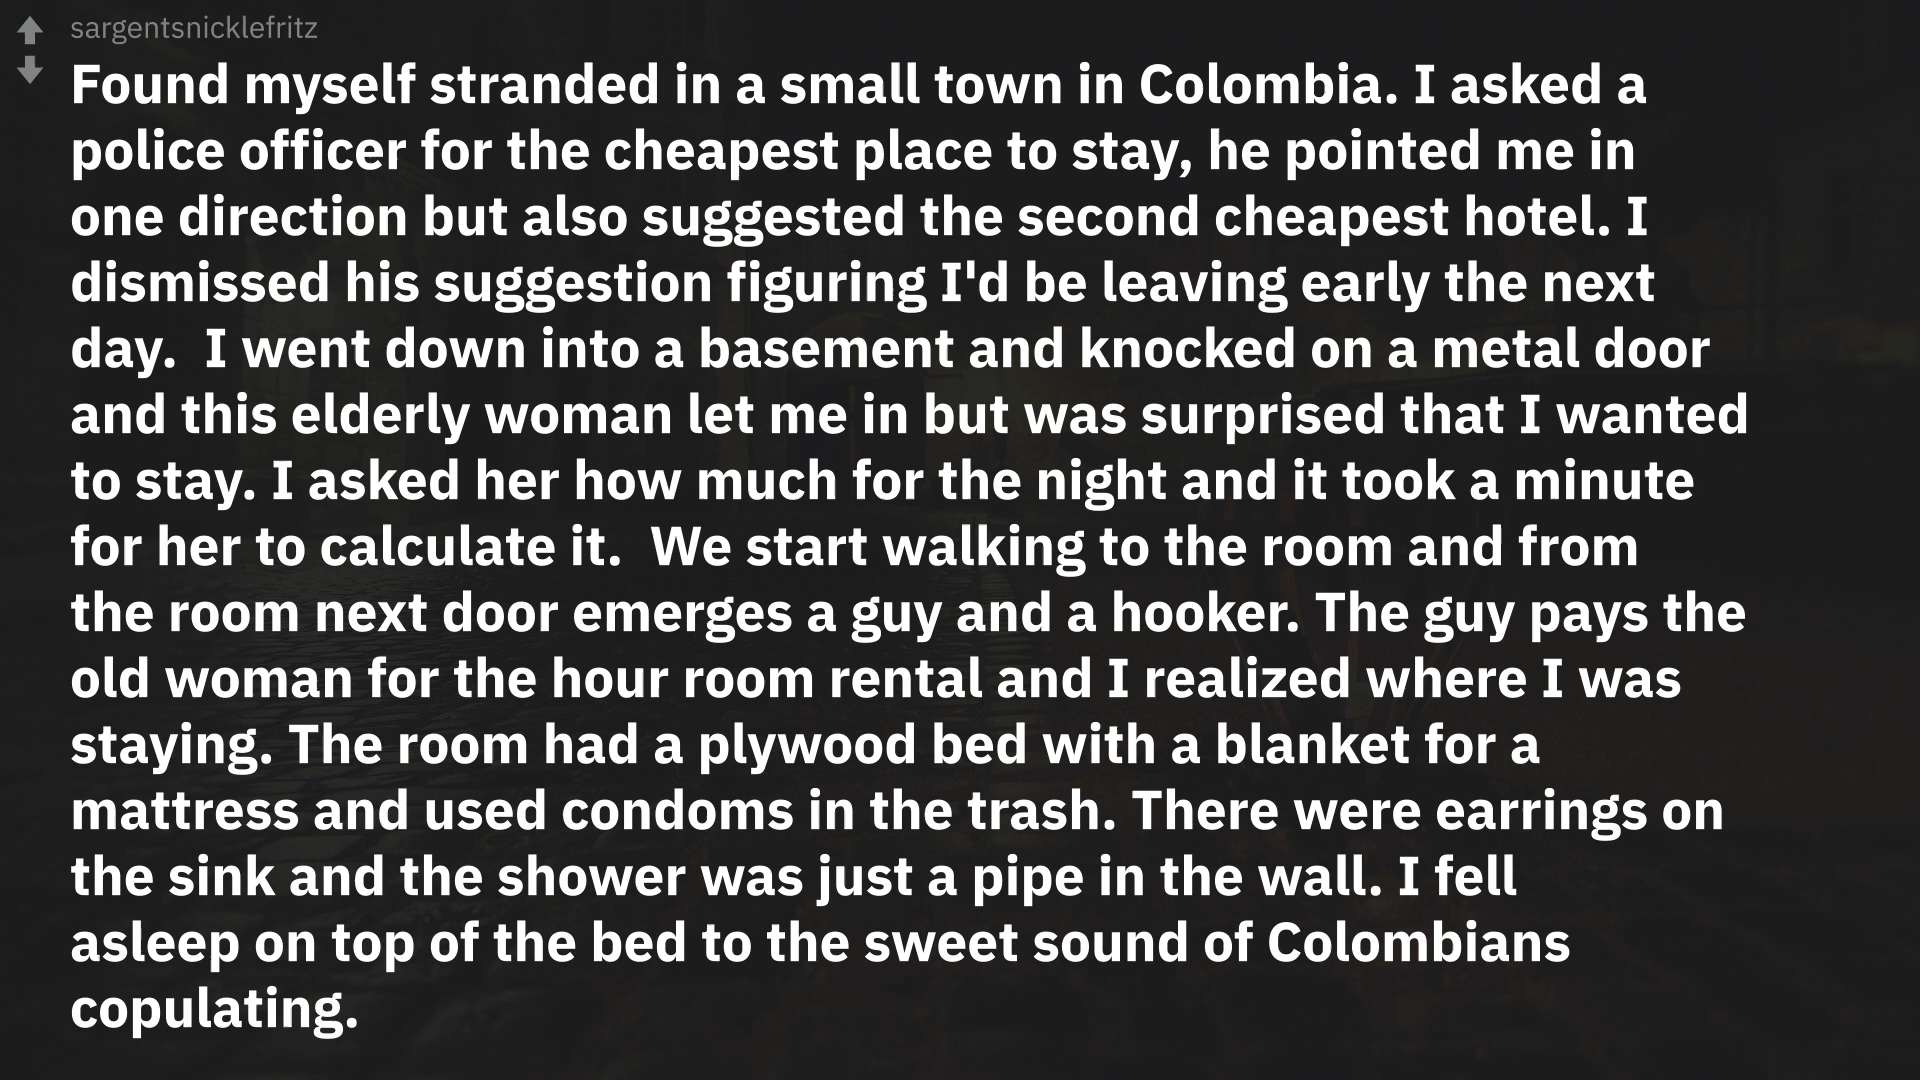 sargentsnicklefritz
Found myself stranded in a small town in Colombia. I asked a
police officer for the cheapest place to stay, he pointed me in
one direction but also suggested the second cheapest hotel. I
dismissed his suggestion figuring I'd be leaving early the next
day.  I went down into a basement and knocked on a metal door
and this elderly woman let me in but was surprised that I wanted
to stay. I asked her how much for the night and it took a minute
for her to calculate it.  We start walking to the room and from
the room next door emerges a guy and a hooker. The guy pays the
old woman for the hour room rental and I realized where I was
staying. The room had a plywood bed with a blanket for a
mattress and used condoms in the trash. There were earrings on
the sink and the shower was just a pipe in the wall. I fell
asleep on top of the bed to the sweet sound of Colombians
copulating.